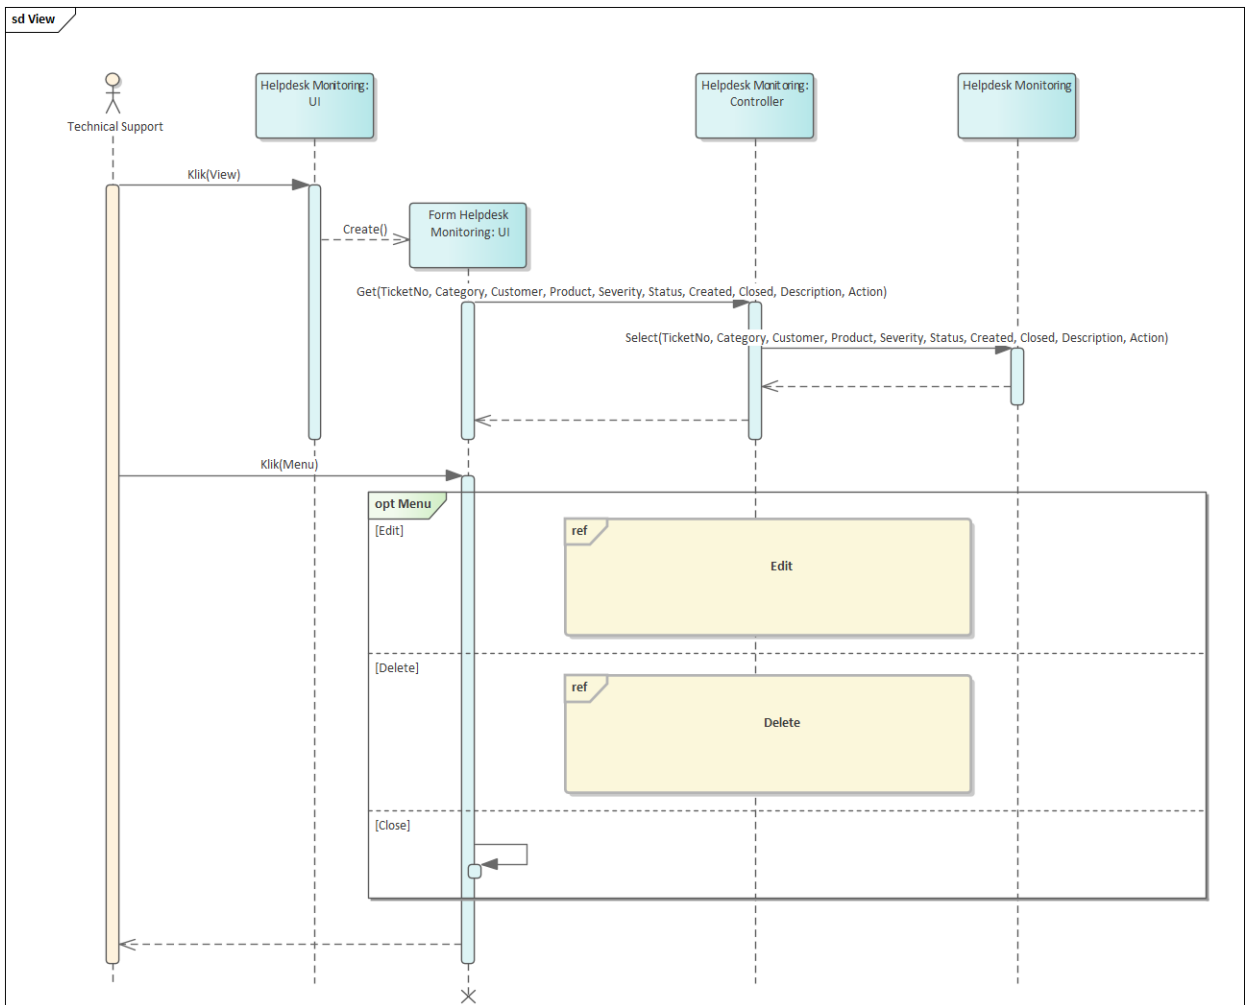 sd View
Technical Support
Helpdesk Monitoring:
UI
Helpdesk Monitoring:
Controller
Helpdesk Monitoring
Klik(View)
Create()
Form Helpdesk
Monitoring: UI
Get(TicketNo, Category, Customer, Product, Severity, Status, Created, Closed, Description, Action)
Select(TicketNo, Category, Customer, Product, Severity, Status, Created, Closed, Description, Action)
Klik(Menu)
opt Menu
[Edit]
ref
Edit
[Delete]
ref
Delete
[Close]